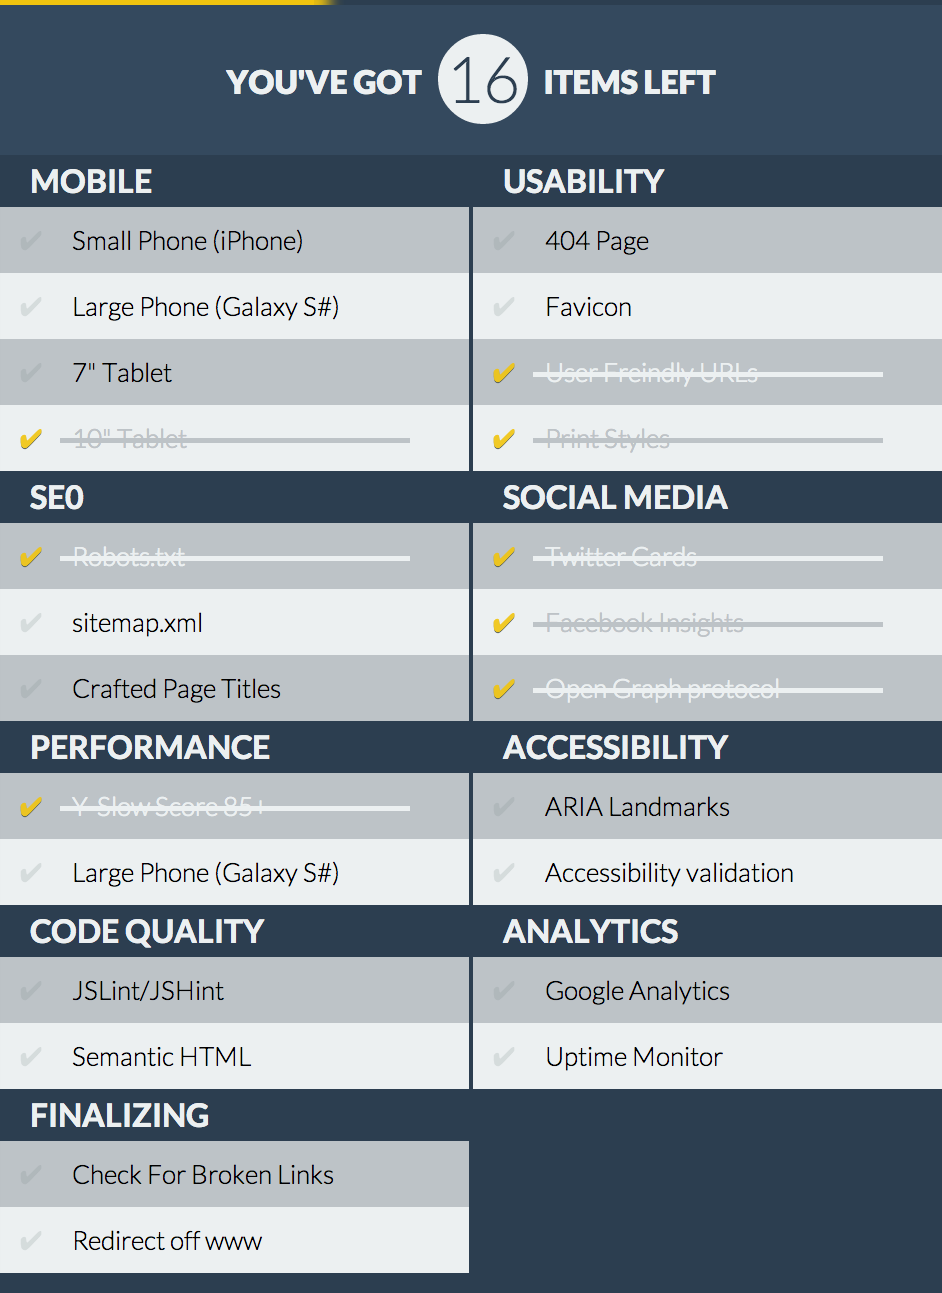 YOU'VE GOT 16 ITEMS LEFT
MOBILE
Small Phone (iPhone)
Large Phone (Galaxy S#)
7" Tablet
10" Tablet
USABILITY
404 Page
Favicon
User Freindly URLs
Print Styles
SE0
Robots.txt
sitemap.xml
Crafted Page Titles
SOCIAL MEDIA
Twitter Cards
Facebook Insights
Open Graph protocol
PERFORMANCE
Y-Slow Score 85+
Large Phone (Galaxy S#)
ACCESSIBILITY
ARIA Landmarks
Accessibility validation
CODE QUALITY
JSLint/JSHint
Semantic HTML
ANALYTICS
Google Analytics
Uptime Monitor
FINALIZING
Check For Broken Links
Redirect off www